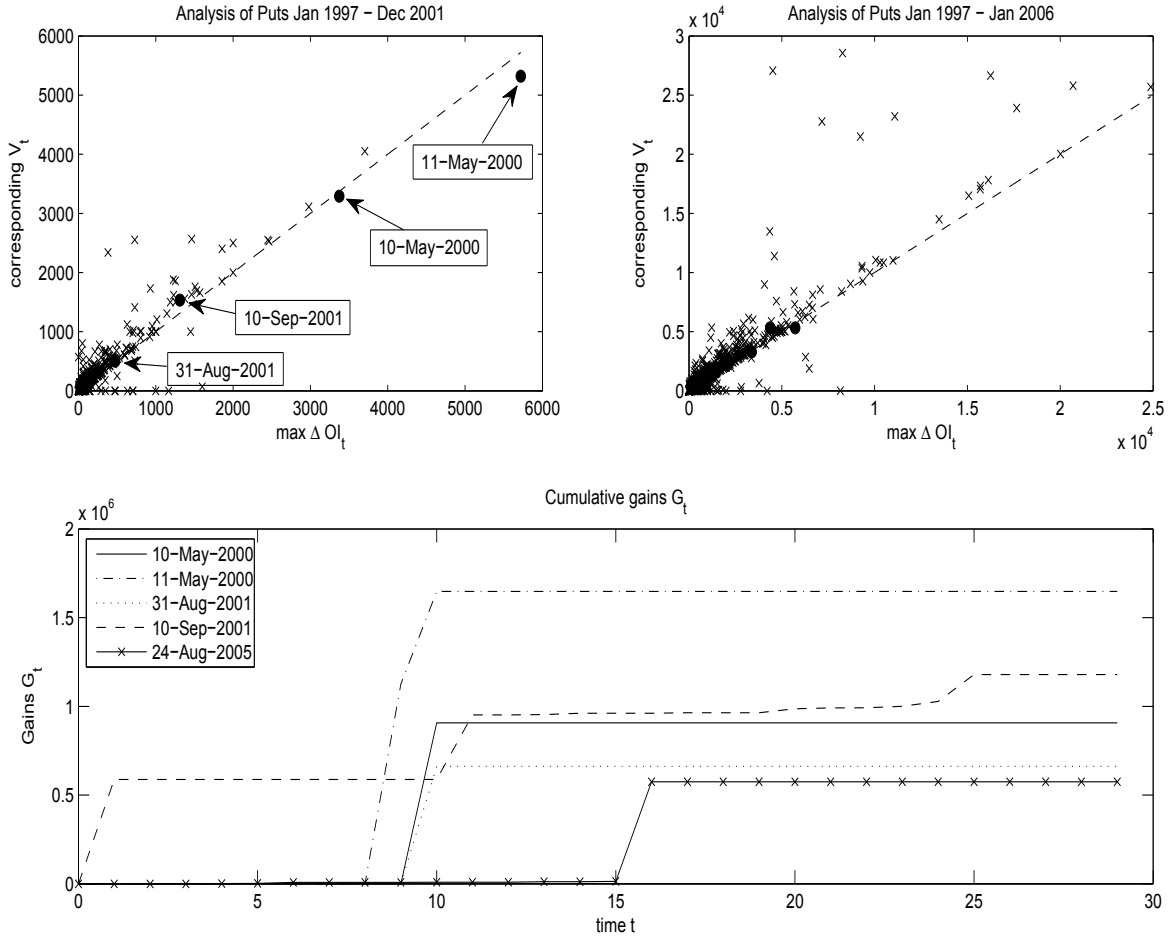 Analysis of Puts Jan 1997 − Dec 2001
6000
5000
4000
3000
2000
1000
0
corresponding V_t
0 1000 2000 3000 4000 5000 6000
max Δ OI_t
11−May−2000
10−May−2000
10−Sep−2001
31−Aug−2001
Analysis of Puts Jan 1997 − Jan 2006
x 10^4
3
2.5
2
1.5
1
0.5
0
corresponding V_t
0 0.5 1 1.5 2 2.5
max Δ OI_t
x 10^4
Cumulative gains G_t
x 10^6
2
1.5
1
0.5
0
Gains G_t
10−May−2000
11−May−2000
31−Aug−2001
10−Sep−2001
24−Aug−2005
0 5 10 15 20 25 30
time t